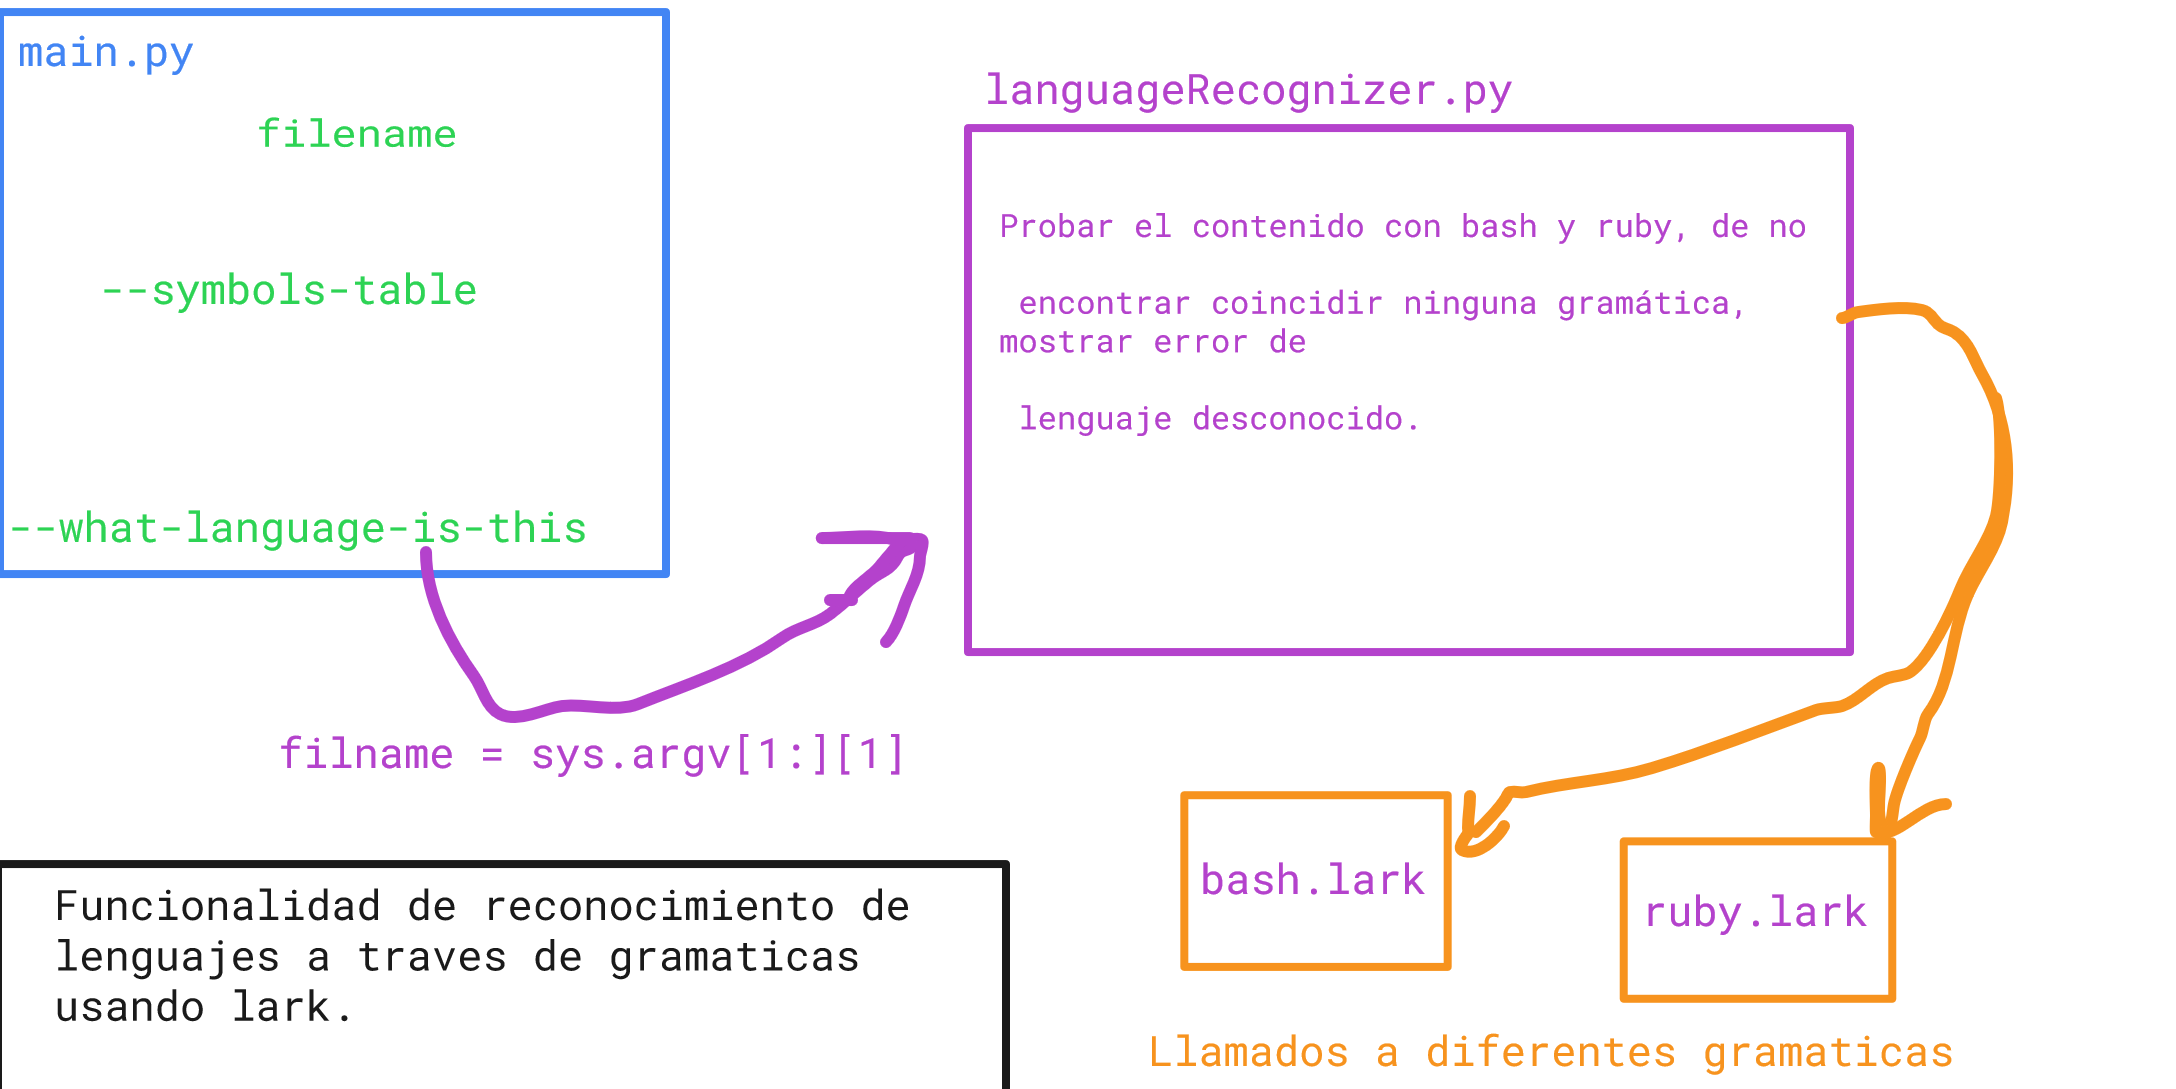 main.py
filename
--symbols-table
--what-language-is-this
languageRecognizer.py
Probar el contenido con bash y ruby, de no
encontrar coincidir ninguna gramática,
mostrar error de
lenguaje desconocido.
filname = sys.argv[1:][1]
bash.lark
ruby.lark
Llamados a diferentes gramaticas
Funcionalidad de reconocimiento de
lenguajes a traves de gramaticas
usando lark.